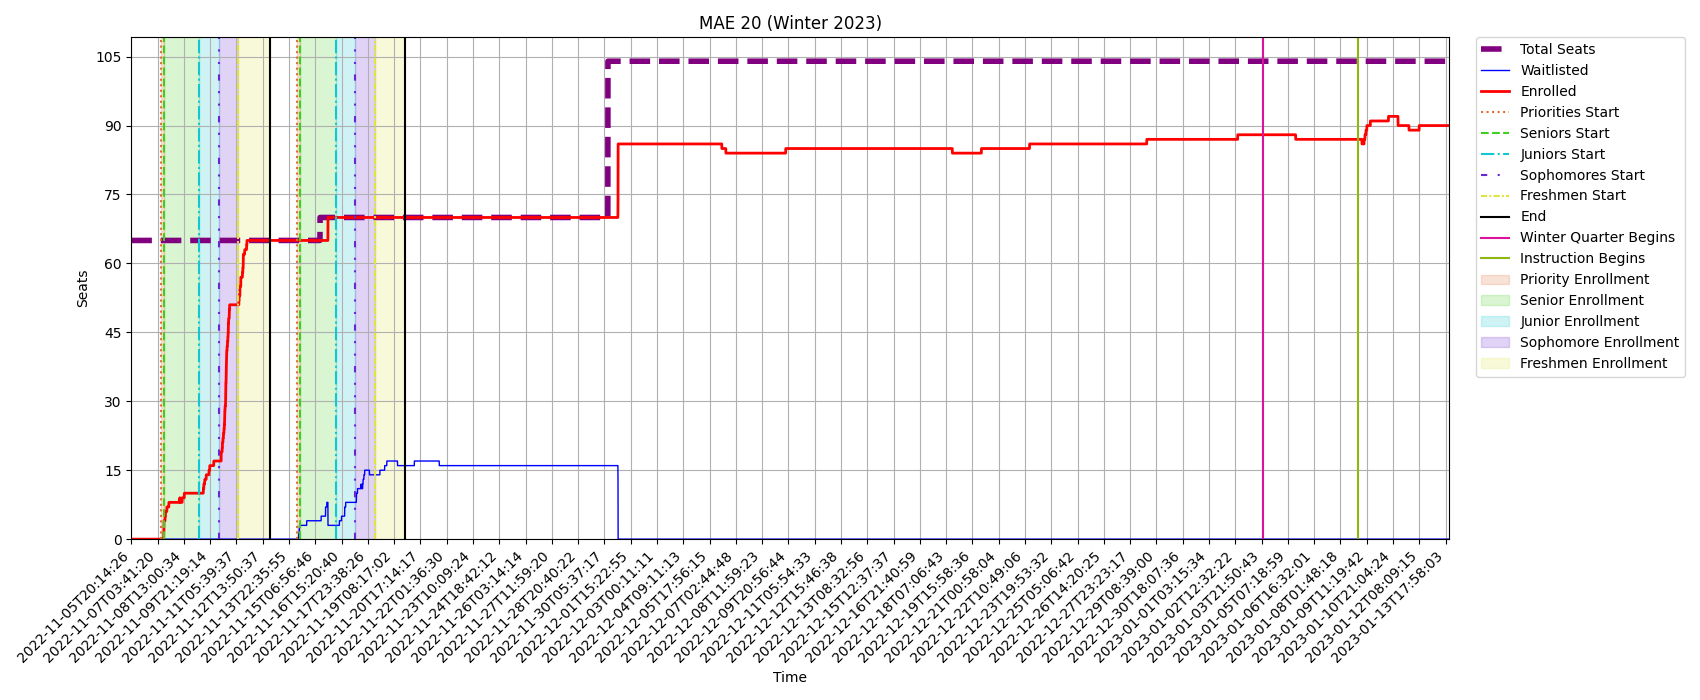 MAE 20 (Winter 2023)
105
90
75
60
45
30
15
0
Seats
2022-11-05T20:14:26
2022-11-07T03:41:20
2022-11-08T13:00:34
2022-11-09T21:19:14
2022-11-11T05:39:37
2022-11-12T13:50:37
2022-11-13T22:35:55
2022-11-15T06:56:46
2022-11-16T15:20:40
2022-11-17T23:38:26
2022-11-19T08:17:02
2022-11-20T17:14:17
2022-11-22T01:36:30
2022-11-23T10:09:24
2022-11-24T18:42:12
2022-11-26T03:14:14
2022-11-27T11:59:20
2022-11-28T20:40:22
2022-11-30T05:37:17
2022-12-01T15:22:55
2022-12-03T00:11:11
2022-12-04T09:11:13
2022-12-05T17:56:15
2022-12-07T02:44:48
2022-12-08T11:59:23
2022-12-09T20:56:44
2022-12-11T05:54:33
2022-12-12T15:46:38
2022-12-14T08:32:56
2022-12-15T12:37:37
2022-12-16T21:40:59
2022-12-18T07:06:43
2022-12-19T15:58:36
2022-12-21T00:58:04
2022-12-22T10:49:06
2022-12-23T19:53:32
2022-12-25T05:06:42
2022-12-26T14:20:25
2022-12-27T23:23:17
2022-12-29T08:39:00
2022-12-30T18:07:36
2023-01-01T03:15:34
2023-01-02T12:32:22
2023-01-03T21:50:43
2023-01-05T07:18:59
2023-01-06T16:32:01
2023-01-08T01:48:18
2023-01-09T11:19:42
2023-01-10T21:04:24
2023-01-12T08:09:15
2023-01-13T17:58:03
Time
Total Seats
Waitlisted
Enrolled
Priorities Start
Seniors Start
Juniors Start
Sophomores Start
Freshmen Start
End
Winter Quarter Begins
Instruction Begins
Priority Enrollment
Senior Enrollment
Junior Enrollment
Sophomore Enrollment
Freshmen Enrollment